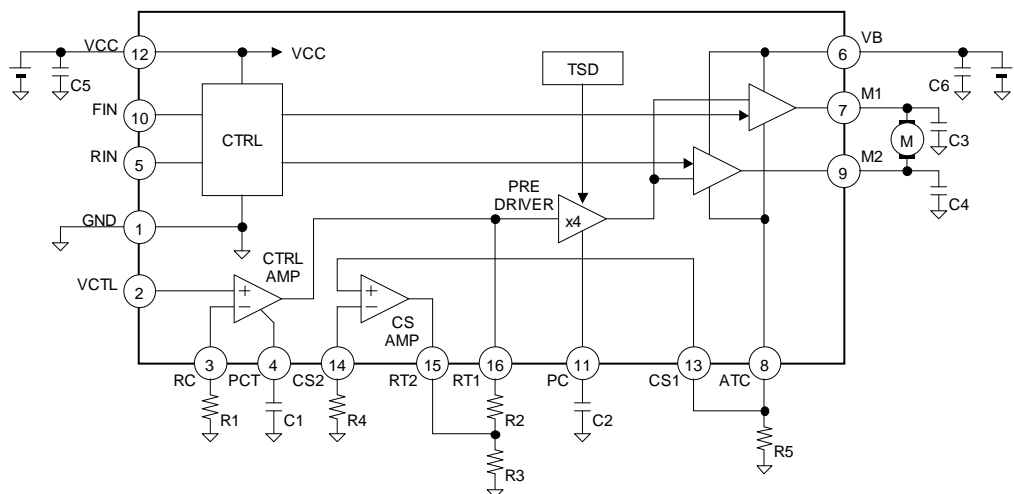 VCC
12
VCC
C5
FIN
10
CTRL
RIN
5
GND
1
VCTL
2
CTRL
AMP
+
−
CS
AMP
+
−
TSD
PRE
DRIVER
x4
VB
6
C6
M1
7
M
C3
M2
9
C4
3
RC
R1
4
PCT
C1
14
CS2
R4
15
RT2
16
RT1
R2
R3
11
PC
C2
13
CS1
8
ATC
R5